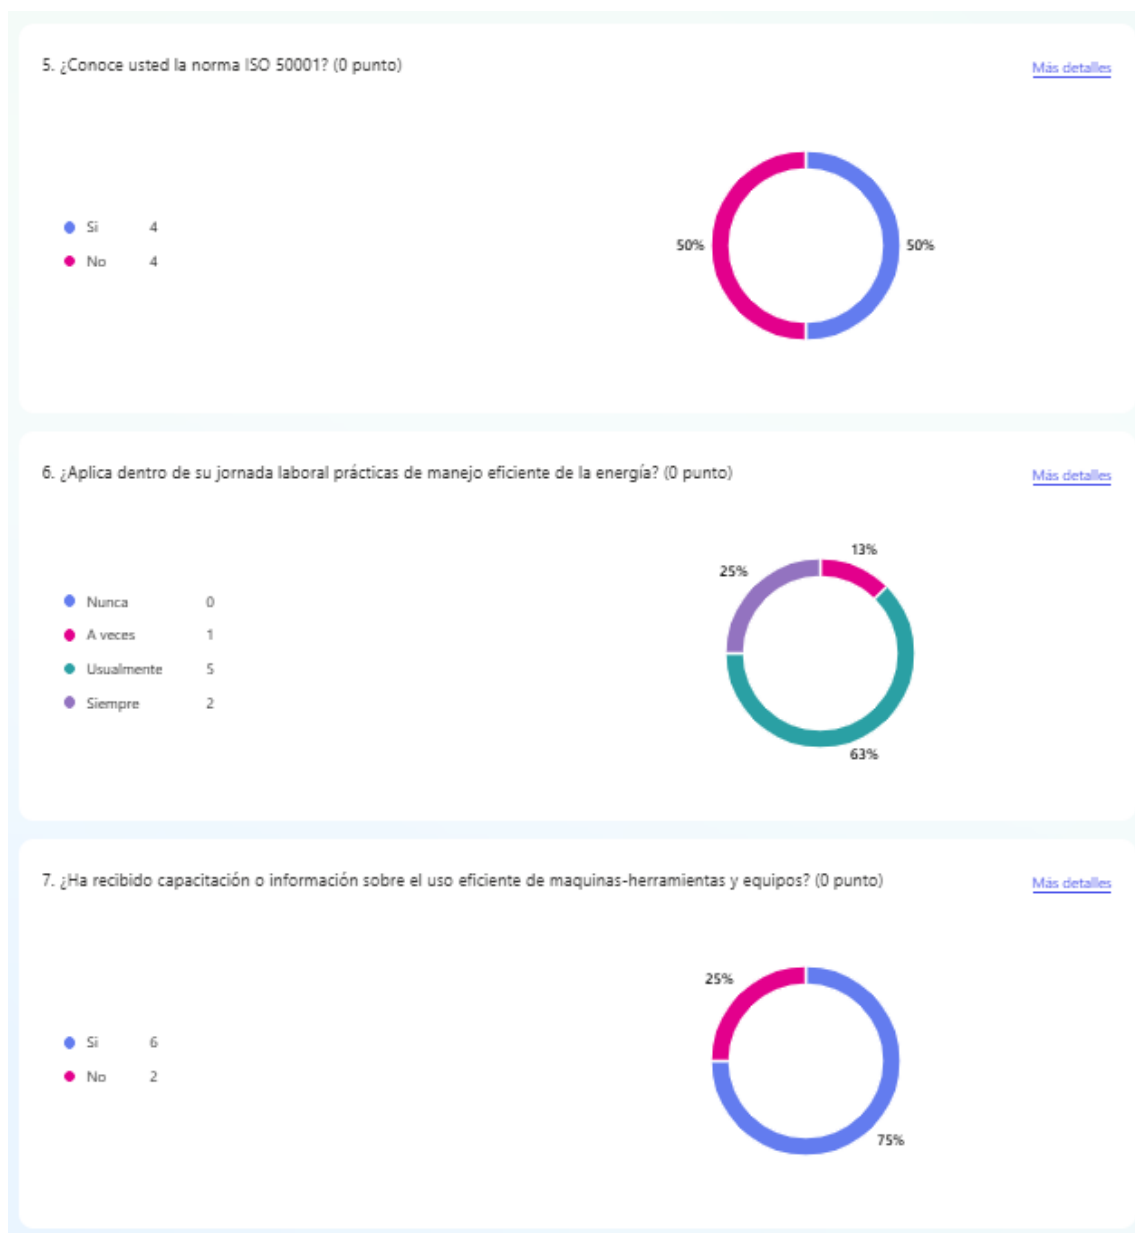 5. ¿Conoce usted la norma ISO 50001? (0 punto)
Más detalles
Si 4
No 4
50%
50%
6. ¿Aplica dentro de su jornada laboral prácticas de manejo eficiente de la energía? (0 punto)
Más detalles
13%
25%
Nunca 0
A veces 1
Usualmente 5
Siempre 2
63%
7. ¿Ha recibido capacitación o información sobre el uso eficiente de maquinas-herramientas y equipos? (0 punto)
Más detalles
25%
Si 6
No 2
75%